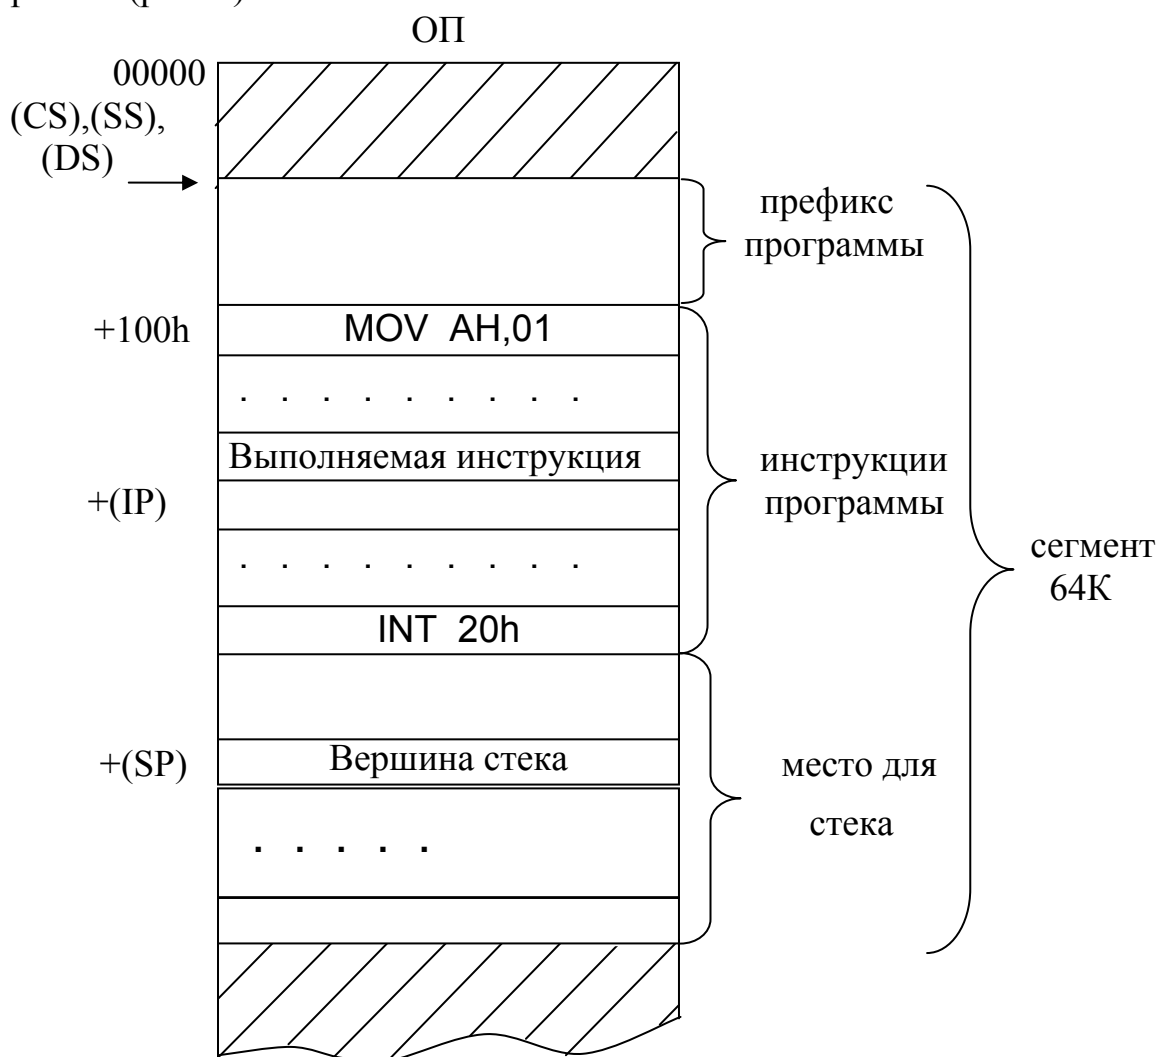 ОП
00000
(CS),(SS),
(DS)
префикс
программы
+100h
MOV AH,01
. . . . . . . . .
Выполняемая инструкция
инструкции
программы
+(IP)
. . . . . . . . .
сегмент
64К
INT 20h
+(SP)
Вершина стека
место для
стека
. . . . .